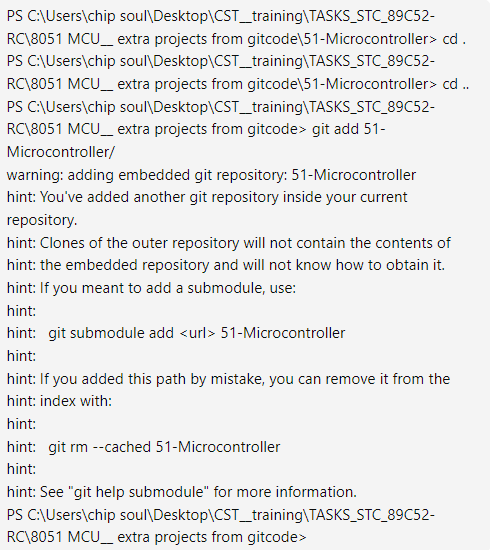 PS C:\Users\chip soul\Desktop\CST__training\TASKS_STC_89C52-
RC\8051 MCU__ extra projects from gitcode\51-Microcontroller> cd .
PS C:\Users\chip soul\Desktop\CST__training\TASKS_STC_89C52-
RC\8051 MCU__ extra projects from gitcode\51-Microcontroller> cd ..
PS C:\Users\chip soul\Desktop\CST__training\TASKS_STC_89C52-
RC\8051 MCU__ extra projects from gitcode> git add 51-
Microcontroller/
warning: adding embedded git repository: 51-Microcontroller
hint: You've added another git repository inside your current
repository.
hint: Clones of the outer repository will not contain the contents of
hint: the embedded repository and will not know how to obtain it.
hint: If you meant to add a submodule, use:
hint:
hint:   git submodule add <url> 51-Microcontroller
hint:
hint: If you added this path by mistake, you can remove it from the
hint: index with:
hint:
hint:   git rm --cached 51-Microcontroller
hint:
hint: See "git help submodule" for more information.
PS C:\Users\chip soul\Desktop\CST__training\TASKS_STC_89C52-
RC\8051 MCU__ extra projects from gitcode>